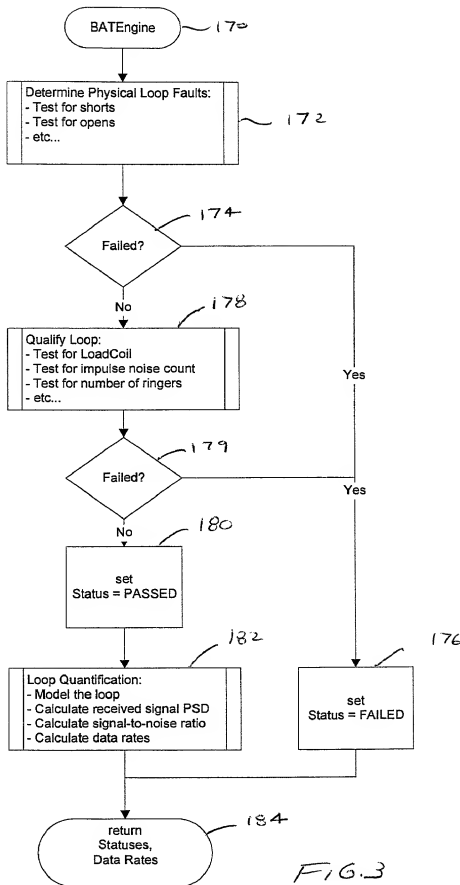 BATEngine
170
Determine Physical Loop Faults:
- Test for shorts
- Test for opens
- etc...
172
174
Failed?
No
178
Qualify Loop:
- Test for LoadCoil
- Test for impulse noise count
- Test for number of ringers
- etc...
Yes
179
Failed?
Yes
No
180
set
Status = PASSED
182
Loop Quantification:
- Model the loop
- Calculate received signal PSD
- Calculate signal-to-noise ratio
- Calculate data rates
176
set
Status = FAILED
184
return
Statuses,
Data Rates
FIG.3